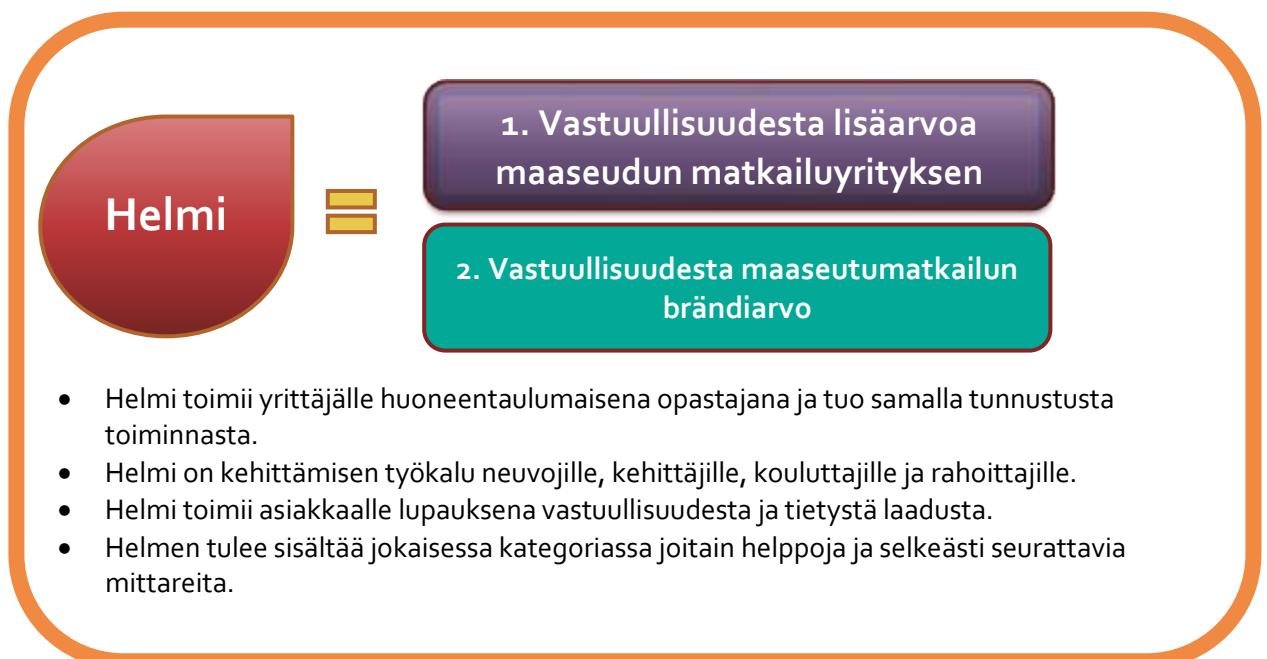 Helmi
1. Vastuullisuudesta lisäarvoa
maaseudun matkailuyrityksen
2. Vastuullisuudesta maaseutumatkailun
brändiarvo
• Helmi toimii yrittäjälle huoneentaulumaisena opastajana ja tuo samalla tunnustusta
toiminnasta.
• Helmi on kehittämisen työkalu neuvojille, kehittäjille, kouluttajille ja rahoittajille.
• Helmi toimii asiakkaalle lupauksena vastuullisuudesta ja tietystä laadusta.
• Helmen tulee sisältää jokaisessa kategoriassa joitain helppoja ja selkeästi seurattavia
mittareita.